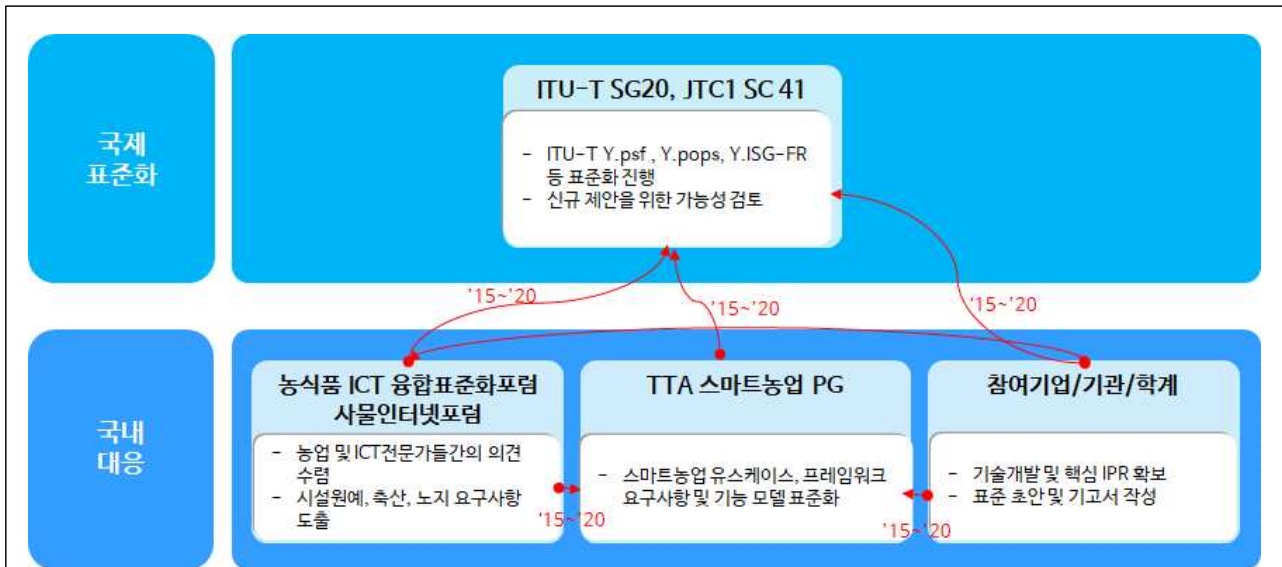 국제
표준화
ITU-T SG20, JTC1 SC 41
- ITU-T Y.psf , Y.pops, Y.ISG-FR
등 표준화 진행
- 신규 제안을 위한 가능성 검토
'15~'20
'15~'20
'15~'20
국내
대응
농식품 ICT 융합표준화포럼
사물인터넷포럼
- 농업 및 ICT전문가들간의 의견
수렴
- 시설원예, 축산, 노지 요구사항
도출
'15~'20
TTA 스마트농업 PG
- 스마트농업 유스케이스, 프레임워크
요구사항 및 기능 모델 표준화
'15~'20
참여기업/기관/학계
- 기술개발 및 핵심 IPR 확보
- 표준 초안 및 기고서 작성